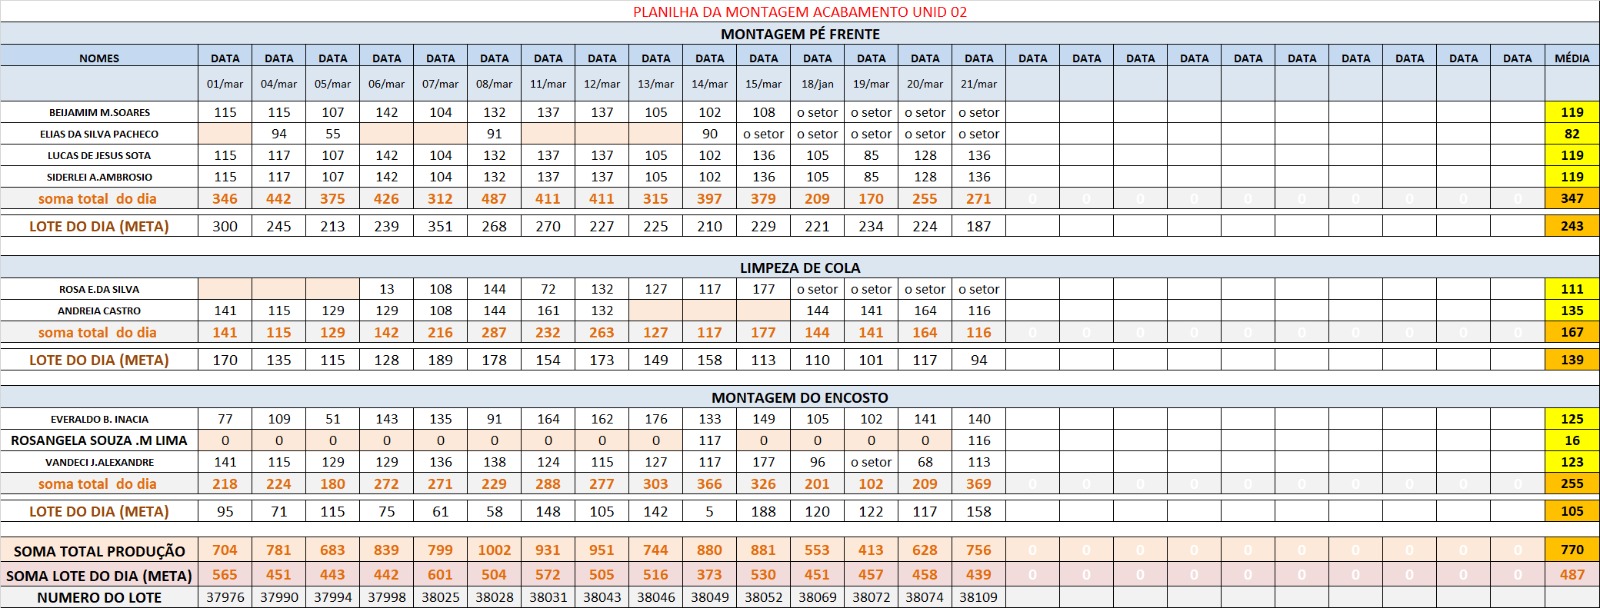 PLANILHA DA MONTAGEM ACABAMENTO UNID 02
MONTAGEM PÉ FRENTE
NOMES DATA DATA DATA DATA DATA DATA DATA DATA DATA DATA DATA DATA DATA DATA DATA DATA DATA DATA DATA DATA DATA DATA DATA DATA DATA MÉDIA
01/mar 04/mar 05/mar 06/mar 07/mar 08/mar 11/mar 12/mar 13/mar 14/mar 15/mar 18/jan 19/mar 20/mar 21/mar
BEIJAMIM M.SOARES 115 115 107 142 104 132 137 137 105 102 108 o setor o setor o setor o setor 119
ELIAS DA SILVA PACHECO 94 55 91 90 o setor o setor o setor o setor o setor 82
LUCAS DE JESUS SOTA 115 117 107 142 104 132 137 137 105 102 136 105 85 128 136 119
SIDERLEI A.AMBROSIO 115 117 107 142 104 132 137 137 105 102 136 105 85 128 136 119
soma total do dia 346 442 375 426 312 487 411 411 315 397 379 209 170 255 271 0 0 0 0 0 0 0 0 0 0 347
LOTE DO DIA (META) 300 245 213 239 351 268 270 227 225 210 229 221 234 224 187 243
LIMPEZA DE COLA
ROSA E.DA SILVA 13 108 144 72 132 127 117 177 o setor o setor o setor o setor 111
ANDREIA CASTRO 141 115 129 129 108 144 161 132 144 141 164 116 135
soma total do dia 141 115 129 142 216 287 232 263 127 117 177 144 141 164 116 0 0 0 0 0 0 0 0 0 0 167
LOTE DO DIA (META) 170 135 115 128 189 178 154 173 149 158 113 110 101 117 94 139
MONTAGEM DO ENCOSTO
EVERALDO B. INACIA 77 109 51 143 135 91 164 162 176 133 149 105 102 141 140 125
ROSANGELA SOUZA .M LIMA 0 0 0 0 0 0 0 0 0 117 0 0 0 0 116 16
VANDECI J.ALEXANDRE 141 115 129 129 136 138 124 115 127 117 177 96 o setor 68 113 123
soma total do dia 218 224 180 272 271 229 288 277 303 366 326 201 102 209 369 0 0 0 0 0 0 0 0 0 0 255
LOTE DO DIA (META) 95 71 115 75 61 58 148 105 142 5 188 120 122 117 158 105
SOMA TOTAL PRODUÇÃO 704 781 683 839 799 1002 931 951 744 880 881 553 413 628 756 0 0 0 0 0 0 0 0 0 0 770
SOMA LOTE DO DIA (META) 565 451 443 442 601 504 572 505 516 373 530 451 457 458 439 0 0 0 0 0 0 0 0 0 0 487
NUMERO DO LOTE 37976 37990 37994 37998 38025 38028 38031 38043 38046 38049 38052 38069 38072 38074 38109